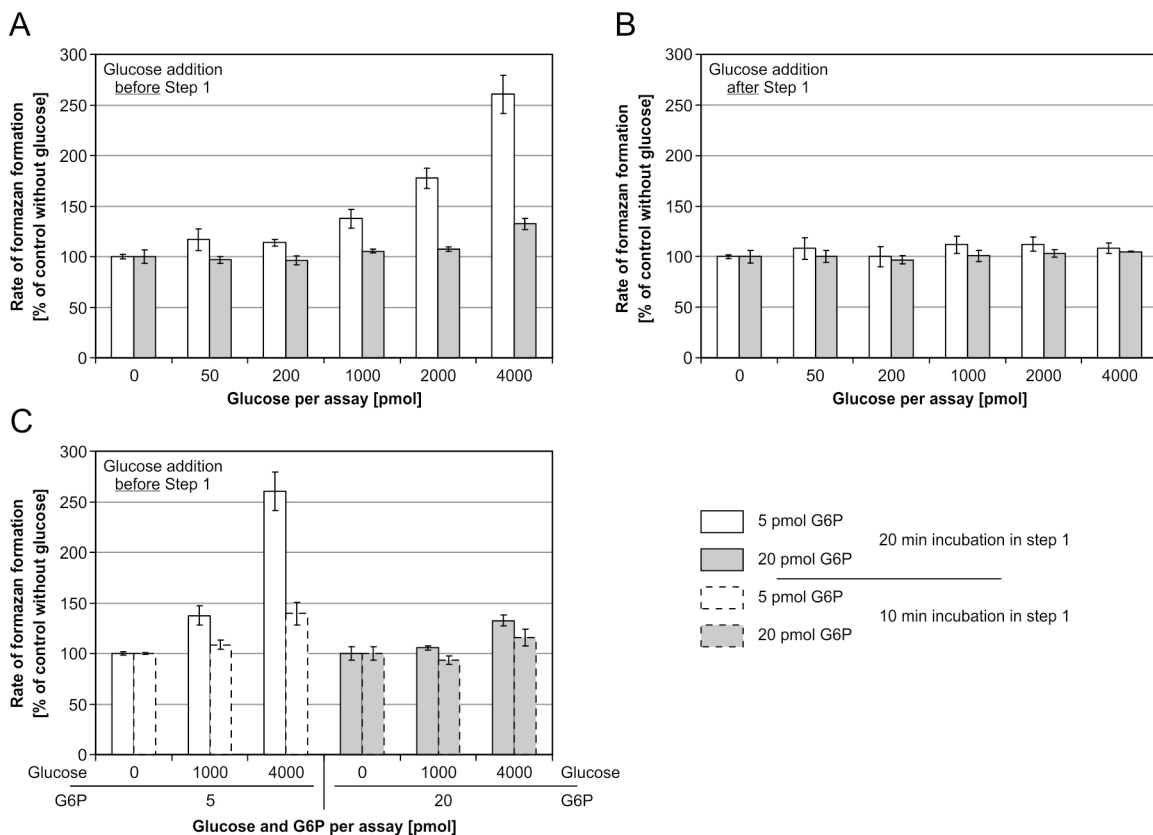 A
Rate of formazan formation
[% of control without glucose]
300
250
200
150
100
50
0
Glucose addition
before Step 1
0 50 200 1000 2000 4000
Glucose per assay [pmol]
B
Rate of formazan formation
[% of control without glucose]
300
250
200
150
100
50
0
Glucose addition
after Step 1
0 50 200 1000 2000 4000
Glucose per assay [pmol]
C
Rate of formazan formation
[% of control without glucose]
300
250
200
150
100
50
0
Glucose addition
before Step 1
Glucose 0 1000 4000 0 1000 4000 Glucose
G6P 5 20 G6P
Glucose and G6P per assay [pmol]
5 pmol G6P
20 min incubation in step 1
20 pmol G6P
5 pmol G6P
10 min incubation in step 1
20 pmol G6P